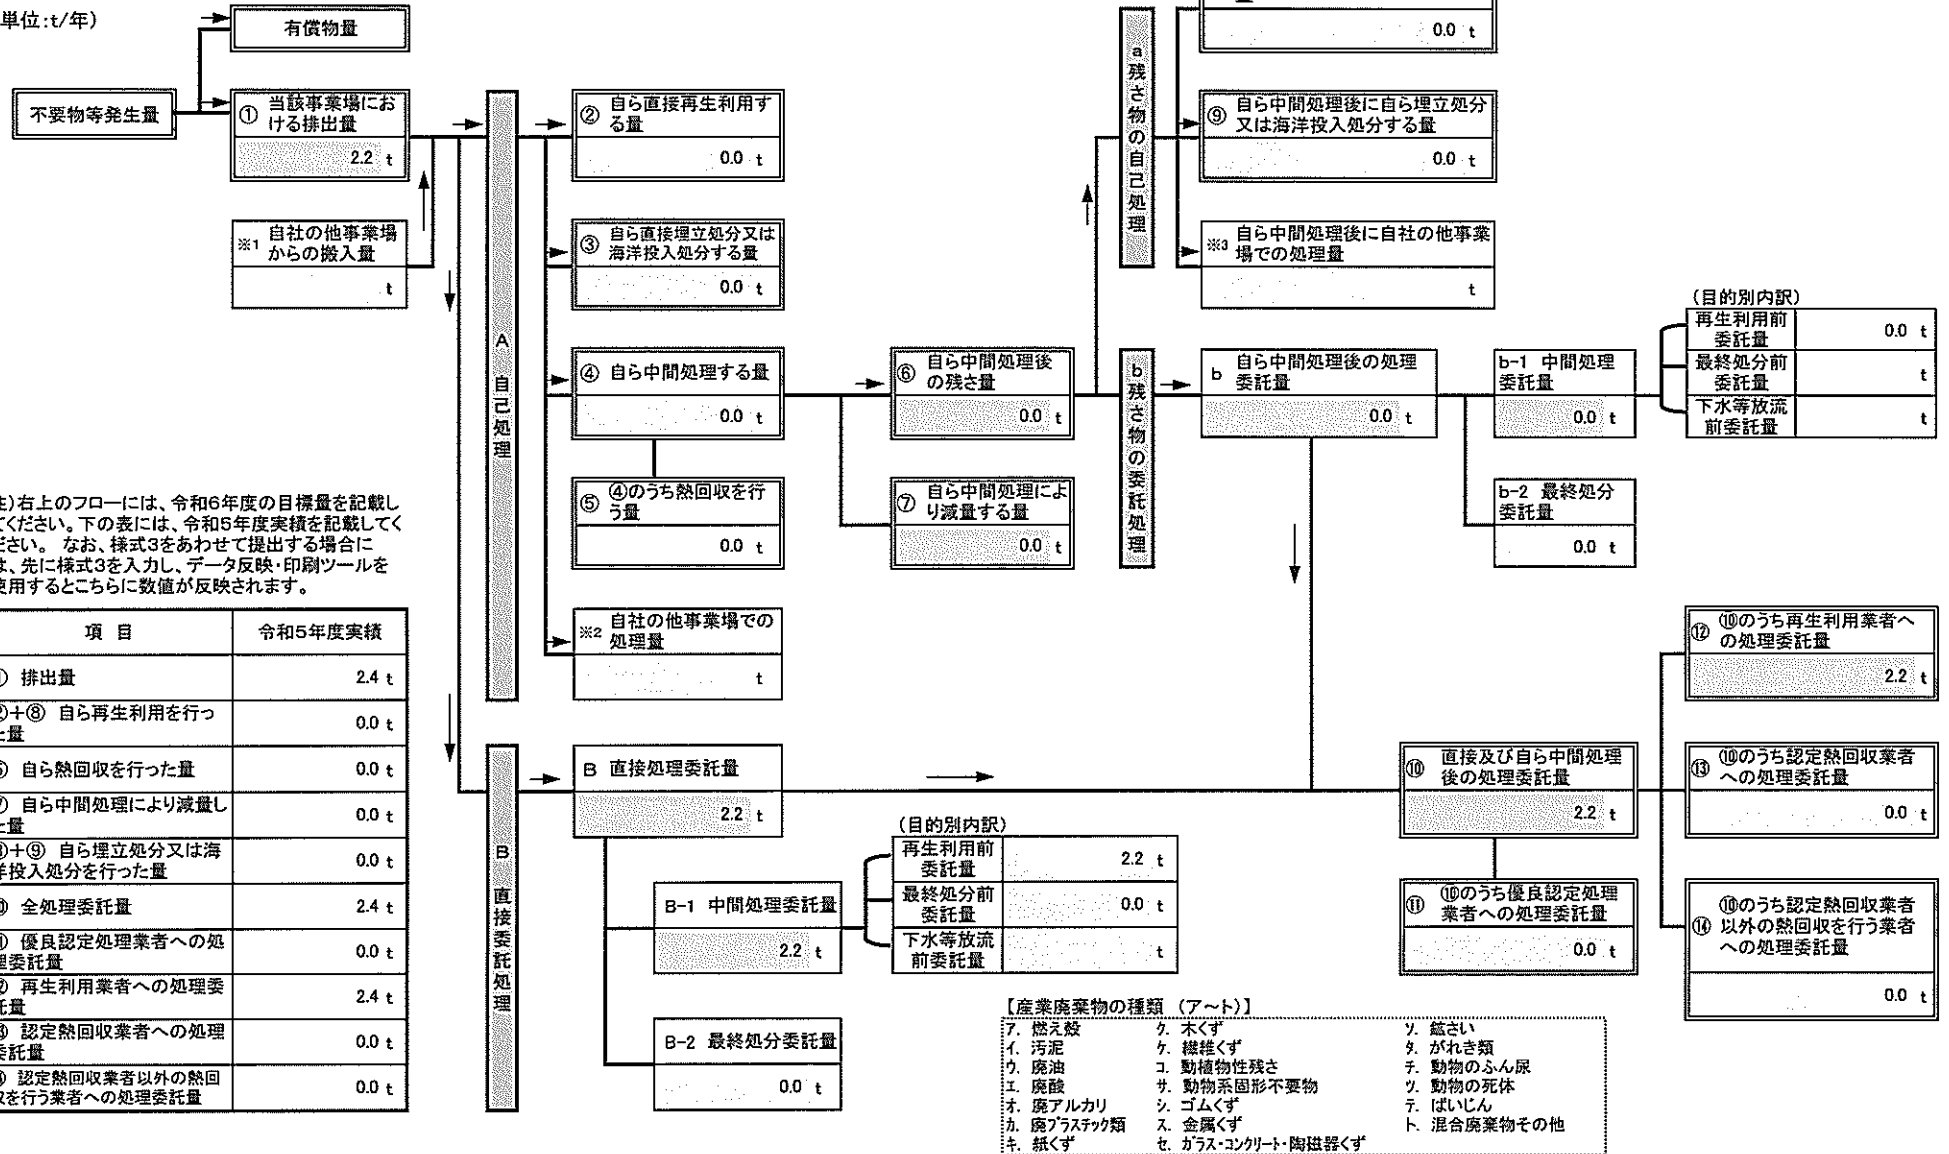 単位:t/年)
有償物量
不要物等発生量
① 当該事業場にお
ける排出量
2.2 t
※1 自社の他事業場
からの搬入量
t
A 自己処理
② 自ら直接再生利用す
る量
0.0 t
③ 自ら直接埋立処分又は
海洋投入処分する量
0.0 t
④ 自ら中間処理する量
0.0 t
⑤ ④のうち熱回収を行
う量
0.0 t
※2 自社の他事業場での
処理量
t
⑥ 自ら中間処理後
の残さ量
0.0 t
⑦ 自ら中間処理によ
り減量する量
0.0 t
a 残さ物の自己処理
0.0 t
⑨ 自ら中間処理後に自ら埋立処分
又は海洋投入処分する量
0.0 t
※3 自ら中間処理後に自社の他事業
場での処理量
t
b 残さ物の委託処理
b 自ら中間処理後の処理
委託量
0.0 t
b-1 中間処理
委託量
0.0 t
(目的別内訳)
再生利用前
委託量
0.0 t
最終処分前
委託量
t
下水等放流
前委託量
t
b-2 最終処分
委託量
0.0 t
)右上のフローには、令和6年度の目標量を記載し
てください。下の表には、令和5年度実績を記載してく
ださい。 なお、様式3をあわせて提出する場合に
は、先に様式3を入力し、データ反映・印刷ツールを
使用するとこちらに数値が反映されます。
項 目 令和5年度実績
排出量 2.4 t
+⑧ 自ら再生利用を行っ
た量 0.0 t
自ら熱回収を行った量 0.0 t
自ら中間処理により減量し
た量 0.0 t
+⑨ 自ら埋立処分又は海
洋投入処分を行った量 0.0 t
全処理委託量 2.4 t
優良認定処理業者への処
理委託量 0.0 t
再生利用業者への処理委
託量 2.4 t
認定熱回収業者への処理
委託量 0.0 t
認定熱回収業者以外の熱回
収を行う業者への処理委託量 0.0 t
B 直接委託処理
B 直接処理委託量
2.2 t
B-1 中間処理委託量
2.2 t
(目的別内訳)
再生利用前
委託量
2.2 t
最終処分前
委託量
0.0 t
下水等放流
前委託量
t
B-2 最終処分委託量
0.0 t
⑩ 直接及び自ら中間処理
後の処理委託量
2.2 t
⑪ ⑩のうち優良認定処理
業者への処理委託量
0.0 t
⑫ ⑩のうち再生利用業者へ
の処理委託量
2.2 t
⑬ ⑩のうち認定熱回収業者
への処理委託量
0.0 t
⑭ ⑩のうち認定熱回収業者
以外の熱回収を行う業者
への処理委託量
0.0 t
【産業廃棄物の種類 (ア~ト)】
ア. 燃え殻 ク. 木くず ソ. 鉱さい
イ. 汚泥 ケ. 繊維くず タ. がれき類
ウ. 廃油 コ. 動植物性残さ チ. 動物のふん尿
エ. 廃酸 サ. 動物系固形不要物 ツ. 動物の死体
オ. 廃アルカリ シ. ゴムくず テ. ばいじん
カ. 廃プラスチック類 ス. 金属くず ト. 混合廃棄物その他
キ. 紙くず セ. ガラス・コンクリート・陶磁器くず